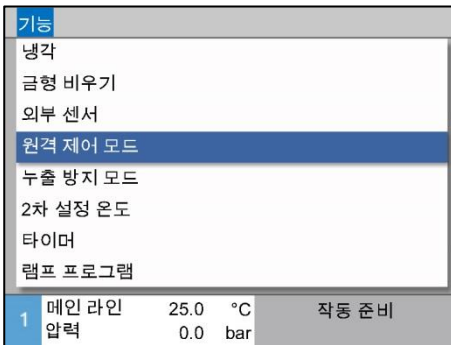 기능
냉각
금형 비우기
외부 센서
원격 제어 모드
누출 방지 모드
2차 설정 온도
타이머
램프 프로그램
1 메인 라인 25.0 °C 작동 준비
압력 0.0 bar